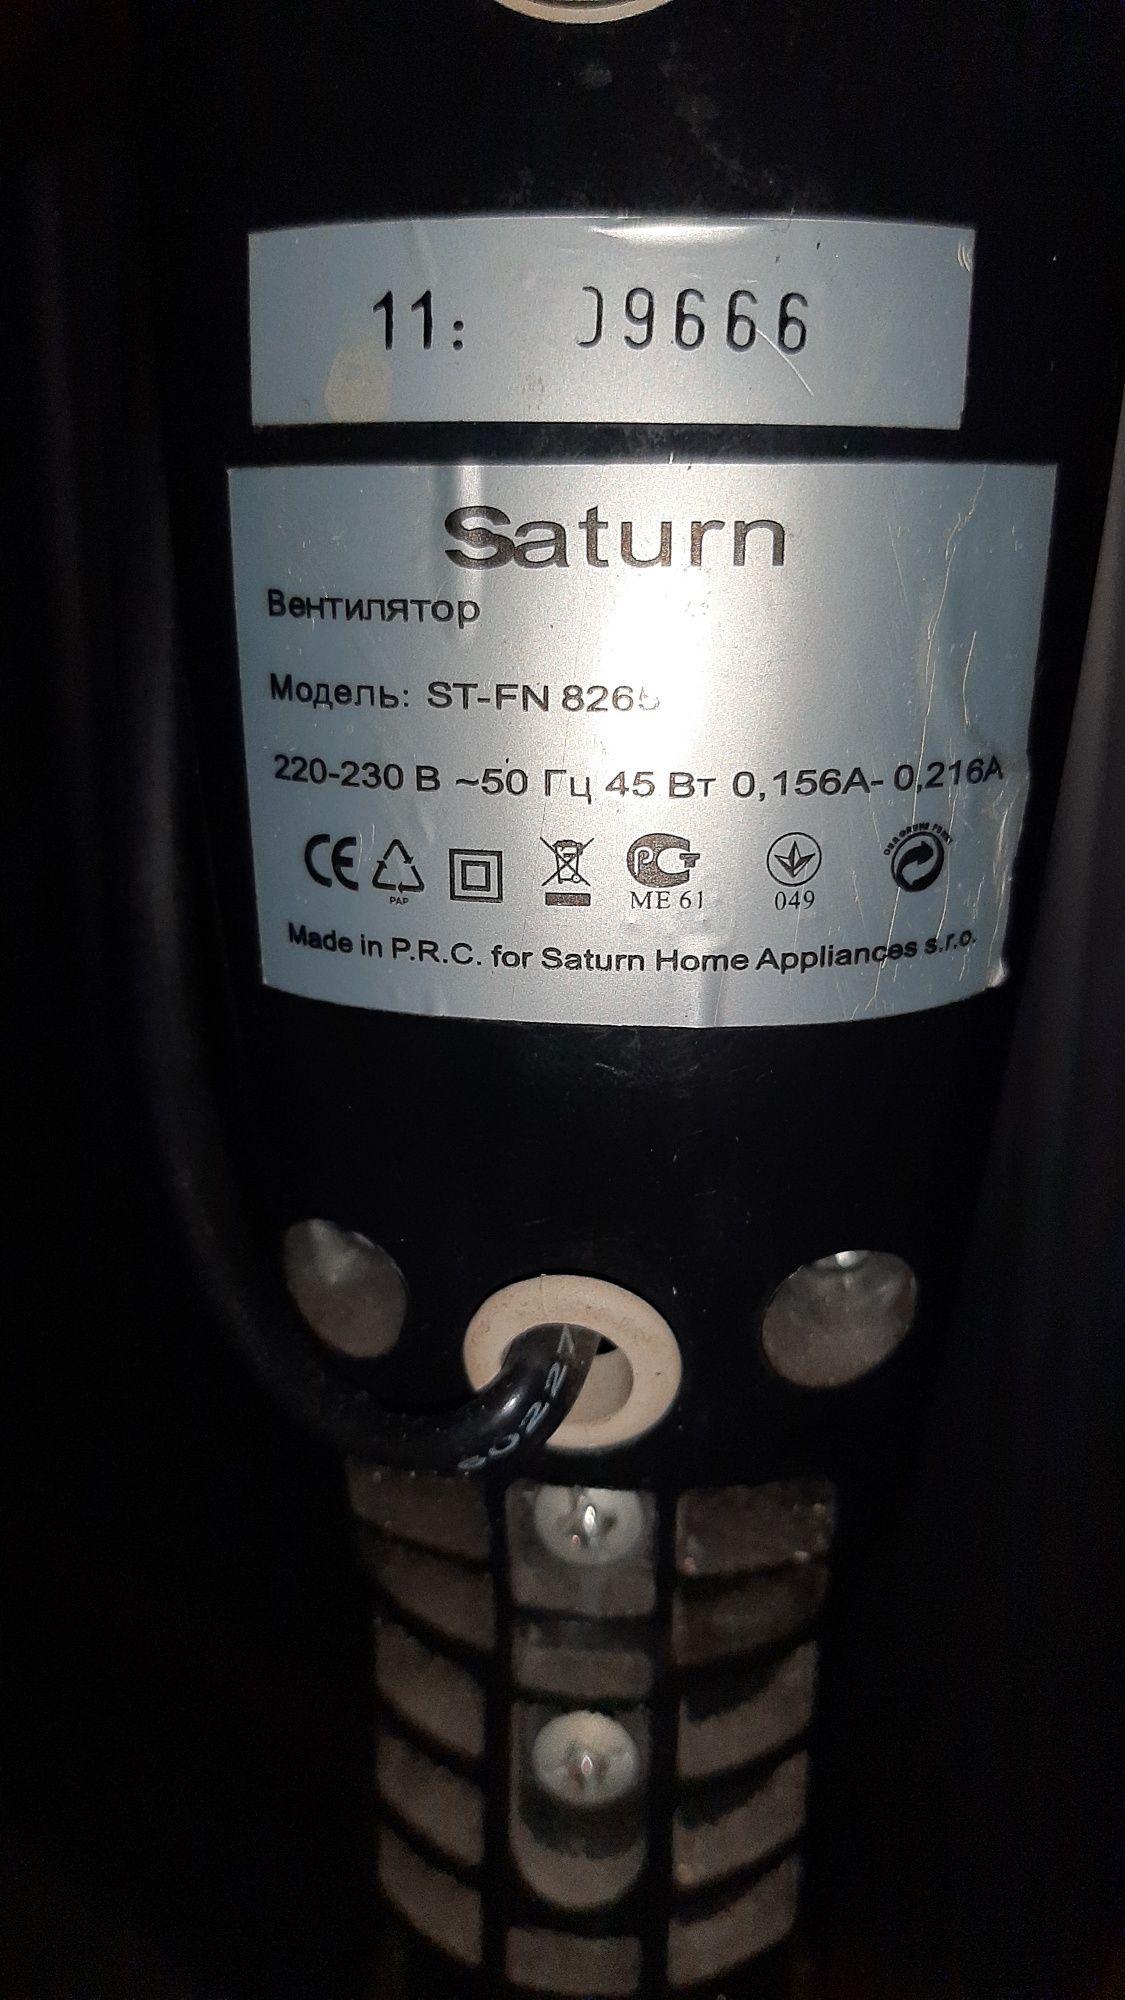 11: 09666
Saturn
Вентилятор
Модель: ST-FN 8265
220-230 В ~50 Гц 45 Вт 0,156А- 0,216А
CE PAP РСТ ME 61 049
Made in P.R.C. for Saturn Home Appliances s.r.o.